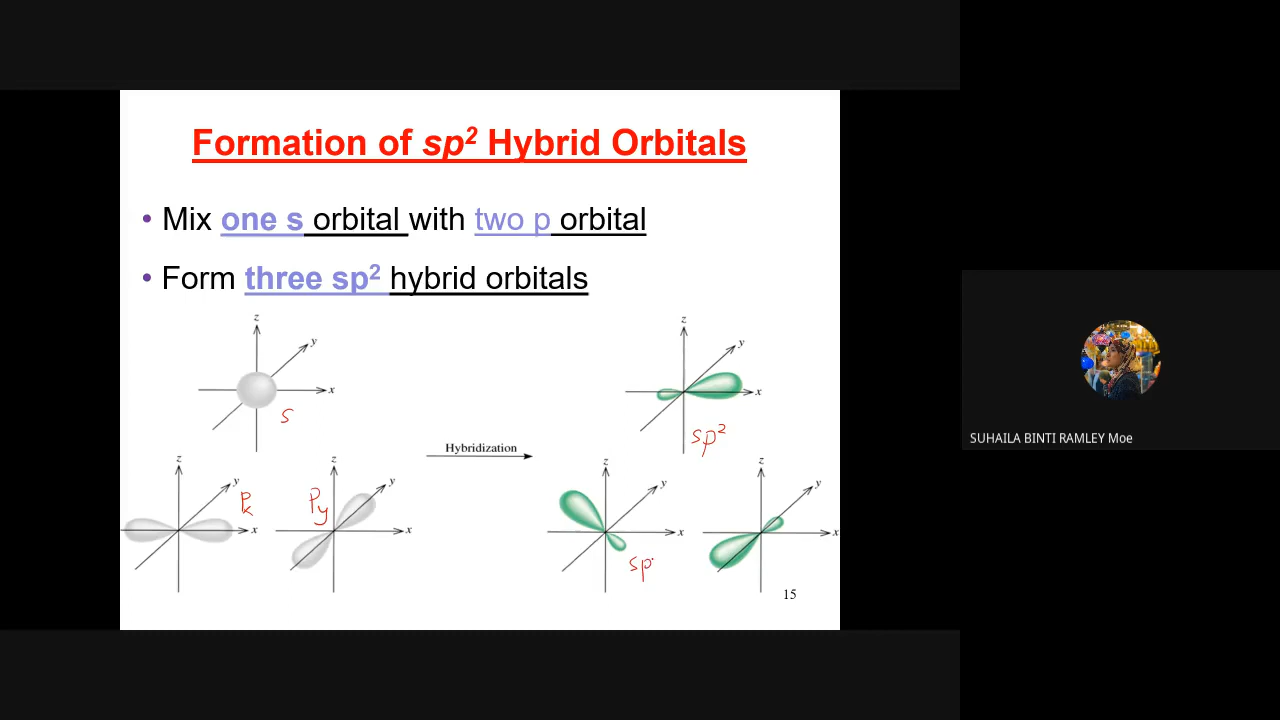 Formation of sp² Hybrid Orbitals
• Mix one s orbital with two p orbital
• Form three sp² hybrid orbitals
z
y
x
s
z
y
x
sp²
Hybridization
z
y
x
Px
z
y
x
Py
z
y
x
sp
z
y
x
15
SUHAILA BINTI RAMLEY Moe